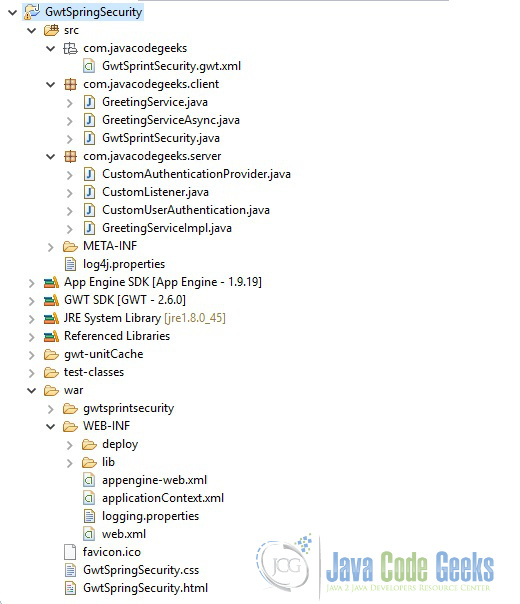 GwtSpringSecurity
src
com.javacodegeeks
GwtSprintSecurity.gwt.xml
com.javacodegeeks.client
GreetingService.java
GreetingServiceAsync.java
GwtSprintSecurity.java
com.javacodegeeks.server
CustomAuthenticationProvider.java
CustomListener.java
CustomUserAuthentication.java
GreetingServiceImpl.java
META-INF
log4j.properties
App Engine SDK [App Engine - 1.9.19]
GWT SDK [GWT - 2.6.0]
JRE System Library [jre1.8.0_45]
Referenced Libraries
gwt-unitCache
test-classes
war
gwtsprintsecurity
WEB-INF
deploy
lib
appengine-web.xml
applicationContext.xml
logging.properties
web.xml
favicon.ico
GwtSpringSecurity.css
GwtSpringSecurity.html
JCG
Java Code Geeks
JAVA 2 JAVA DEVELOPERS RESOURCE CENTER